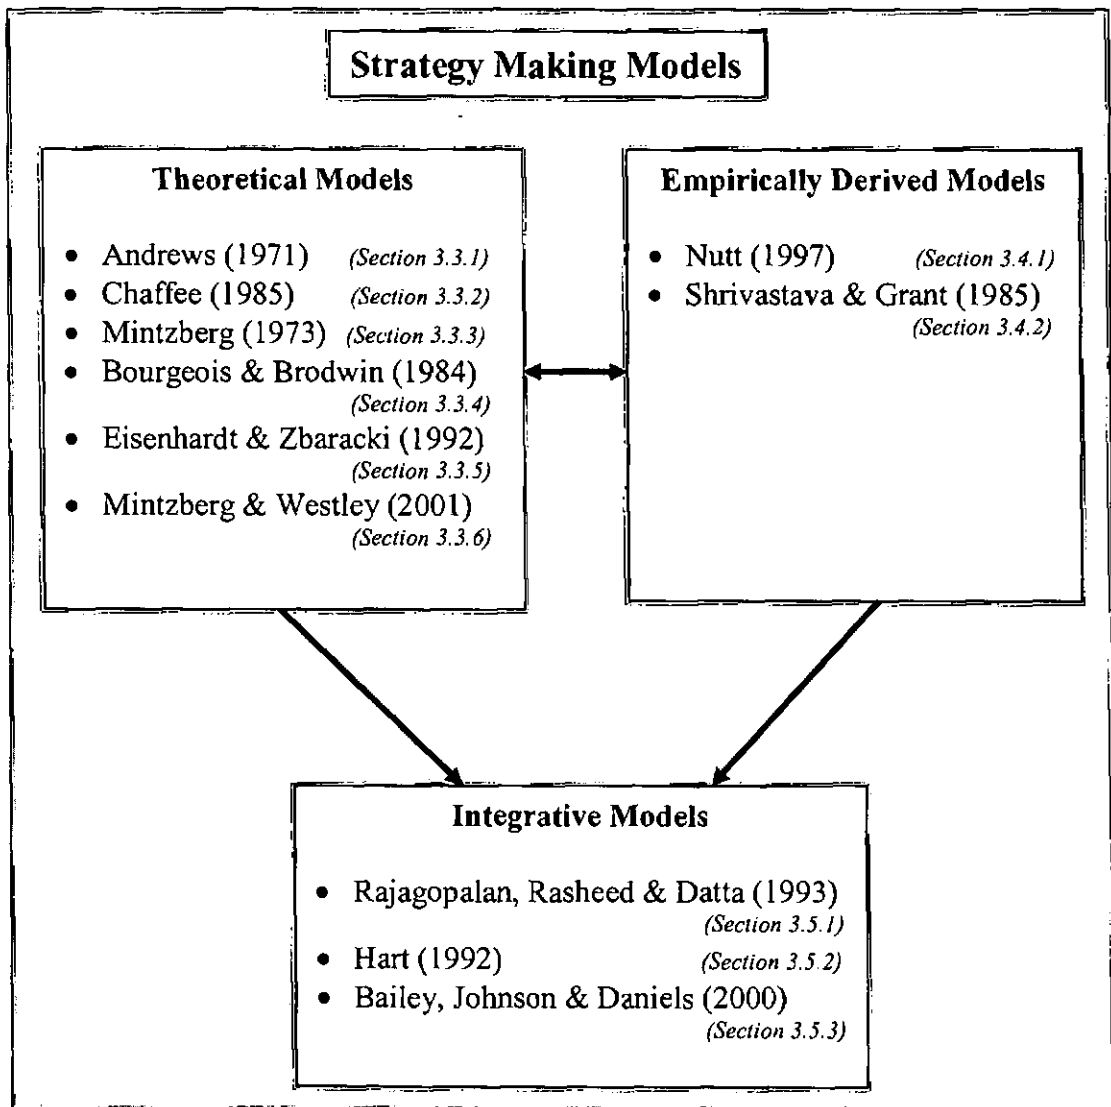 Strategy Making Models
Theoretical Models
• Andrews (1971) (Section 3.3.1)
• Chaffee (1985) (Section 3.3.2)
• Mintzberg (1973) (Section 3.3.3)
• Bourgeois & Brodwin (1984)
(Section 3.3.4)
• Eisenhardt & Zbaracki (1992)
(Section 3.3.5)
• Mintzberg & Westley (2001)
(Section 3.3.6)
Empirically Derived Models
• Nutt (1997) (Section 3.4.1)
• Shrivastava & Grant (1985)
(Section 3.4.2)
Integrative Models
• Rajagopalan, Rasheed & Datta (1993)
(Section 3.5.1)
• Hart (1992) (Section 3.5.2)
• Bailey, Johnson & Daniels (2000)
(Section 3.5.3)